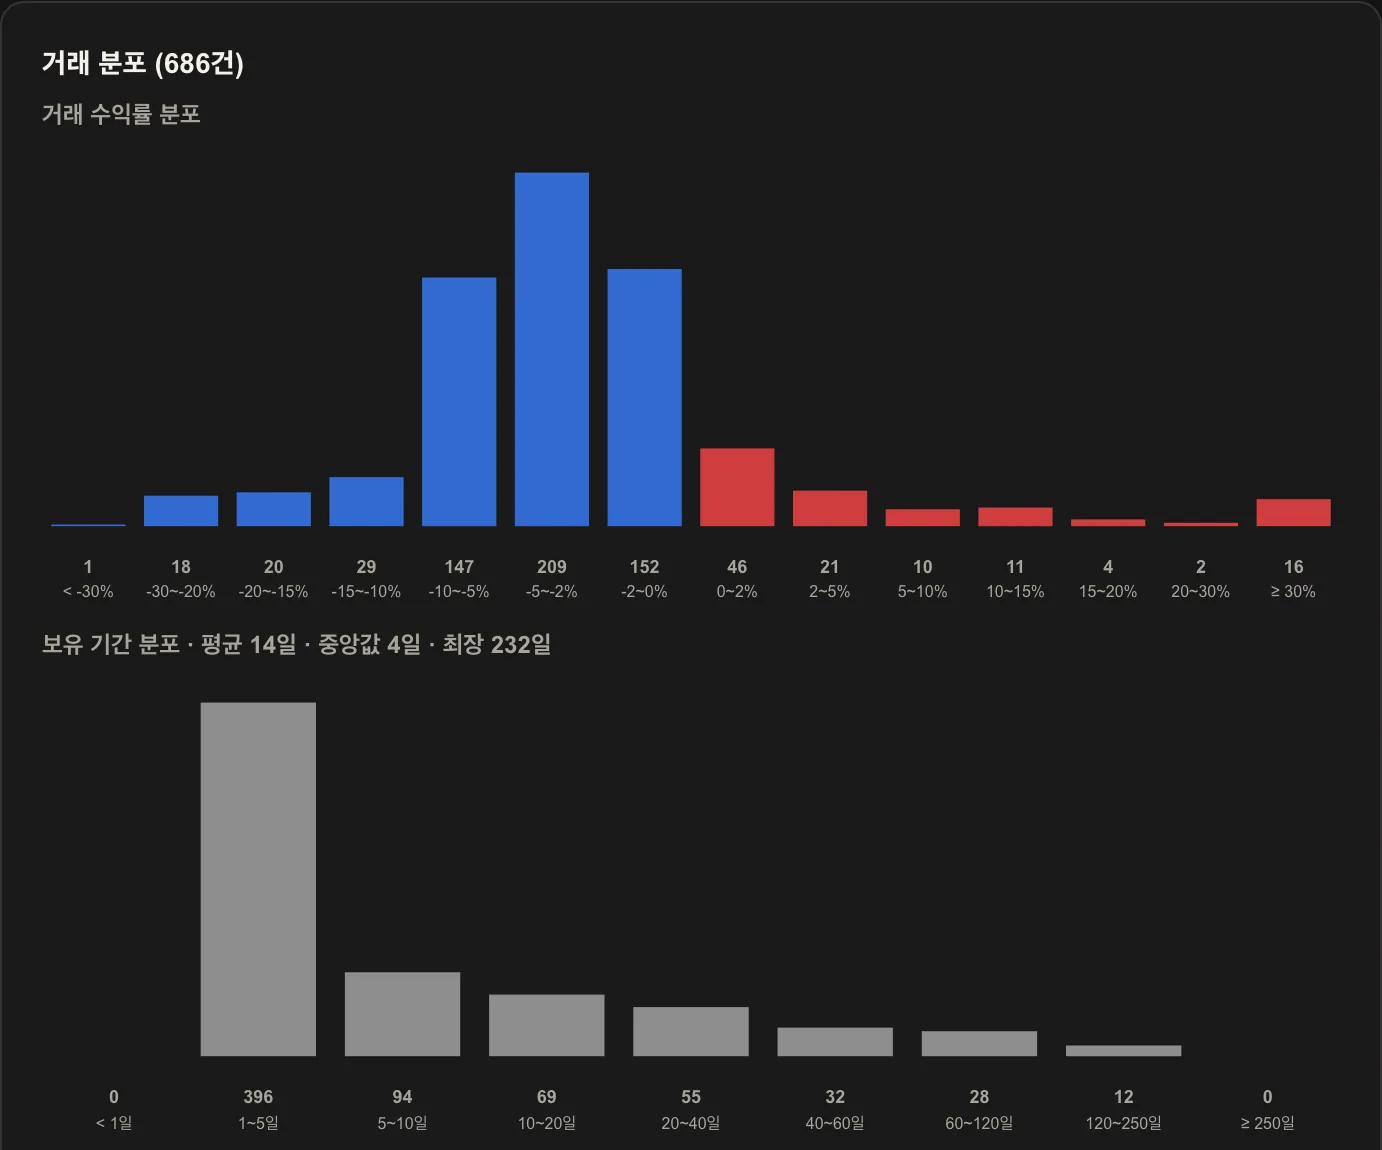 거래 분포 (686건)
거래 수익률 분포
1 18 20 29 147 209 152 46 21 10 11 4 2 16
< -30% -30~-20% -20~-15% -15~-10% -10~-5% -5~-2% -2~0% 0~2% 2~5% 5~10% 10~15% 15~20% 20~30% ≥ 30%
보유 기간 분포 · 평균 14일 · 중앙값 4일 · 최장 232일
0 396 94 69 55 32 28 12 0
< 1일 1~5일 5~10일 10~20일 20~40일 40~60일 60~120일 120~250일 ≥ 250일